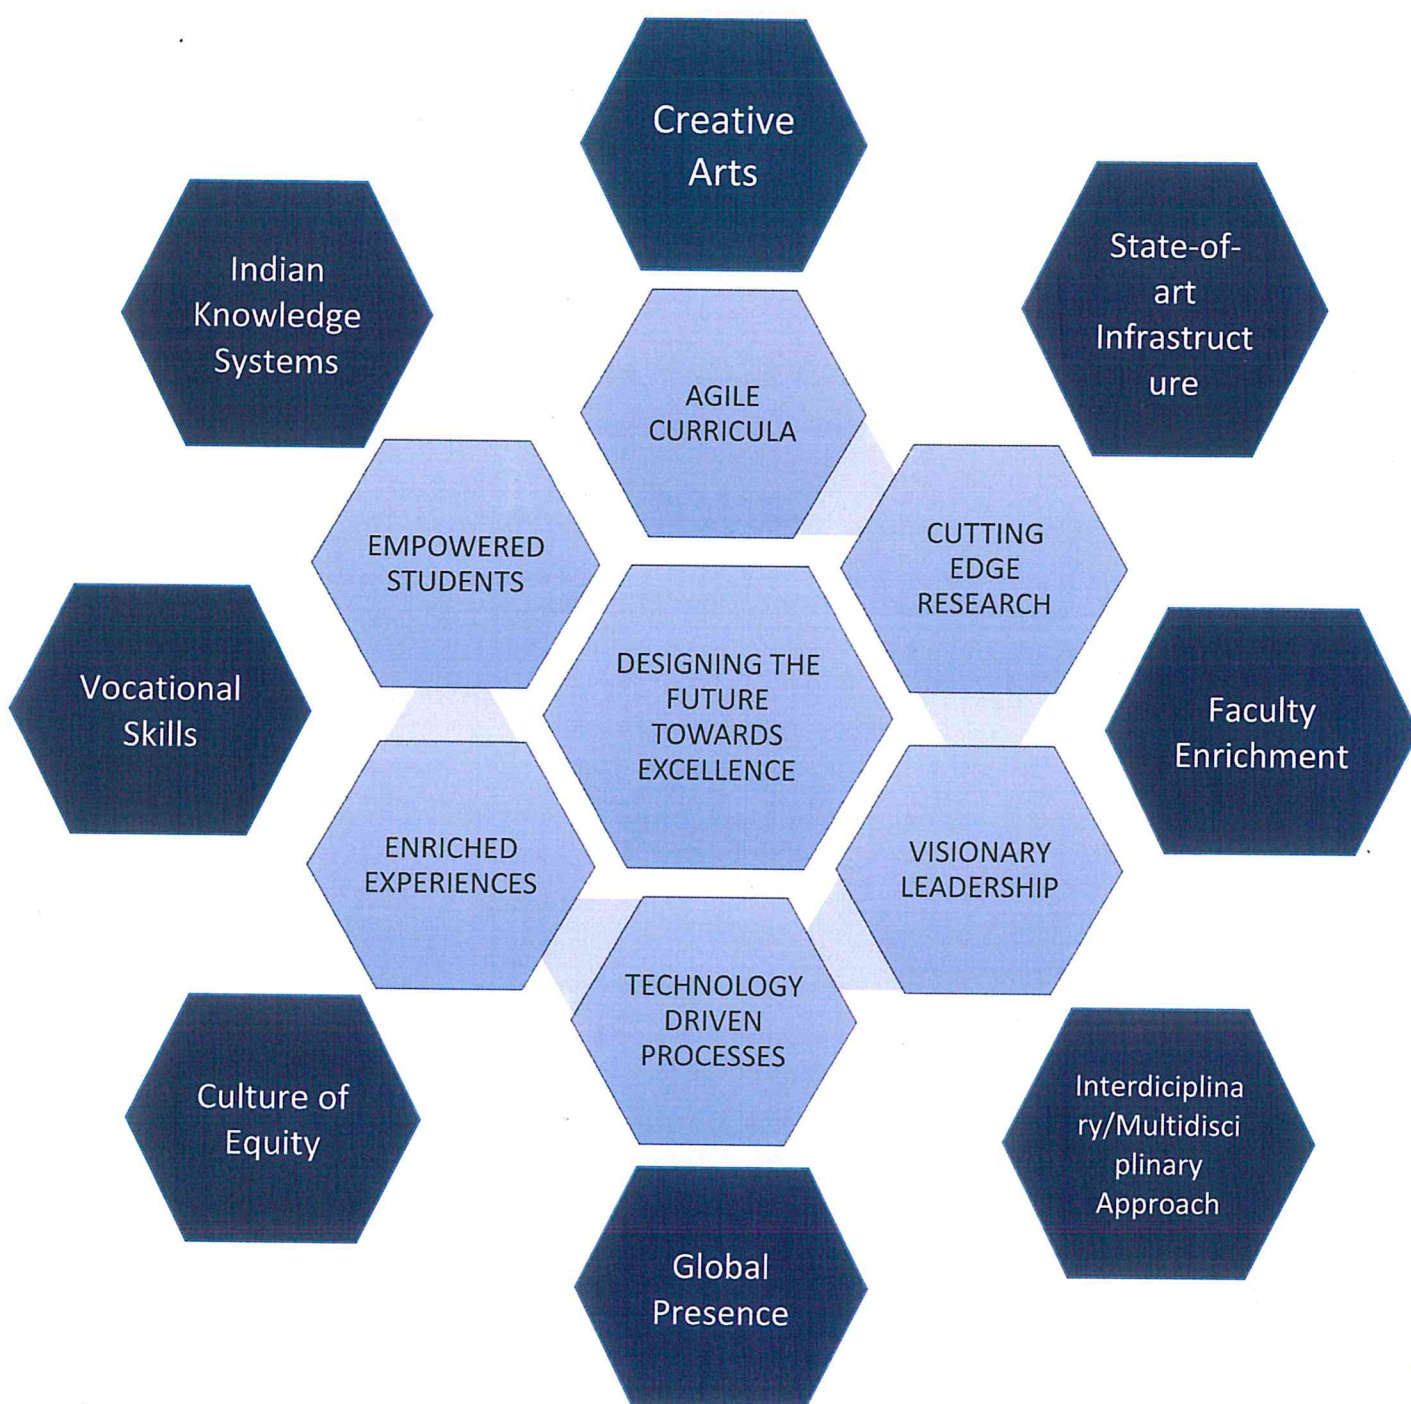 Creative
Arts
Indian
Knowledge
Systems
State-of-
art
Infrastruct
ure
AGILE
CURRICULA
EMPOWERED
STUDENTS
CUTTING
EDGE
RESEARCH
Vocational
Skills
DESIGNING THE
FUTURE
TOWARDS
EXCELLENCE
Faculty
Enrichment
ENRICHED
EXPERIENCES
VISIONARY
LEADERSHIP
TECHNOLOGY
DRIVEN
PROCESSES
Culture of
Equity
Interdiciplina
ry/Multidisci
plinary
Approach
Global
Presence